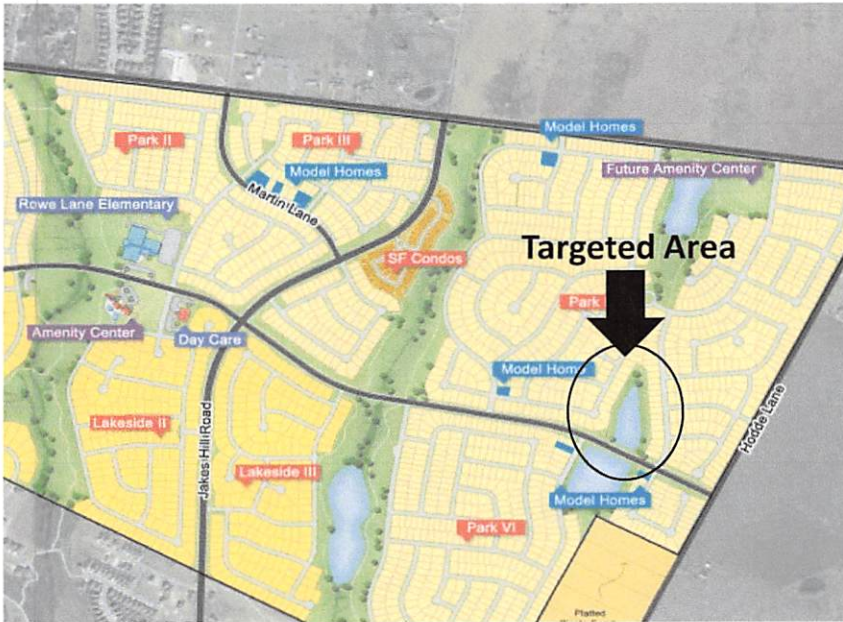 Park II
Park III
Model Homes
Model Homes
Future Amenity Center
Rowe Lane Elementary
Martin Lane
SF Condos
Targeted Area
Park
Amenity Center
Day Care
Model Home
Lakeside II
Jakes Hill Road
Lakeside III
Hodde Lane
Model Homes
Park VI
Platted